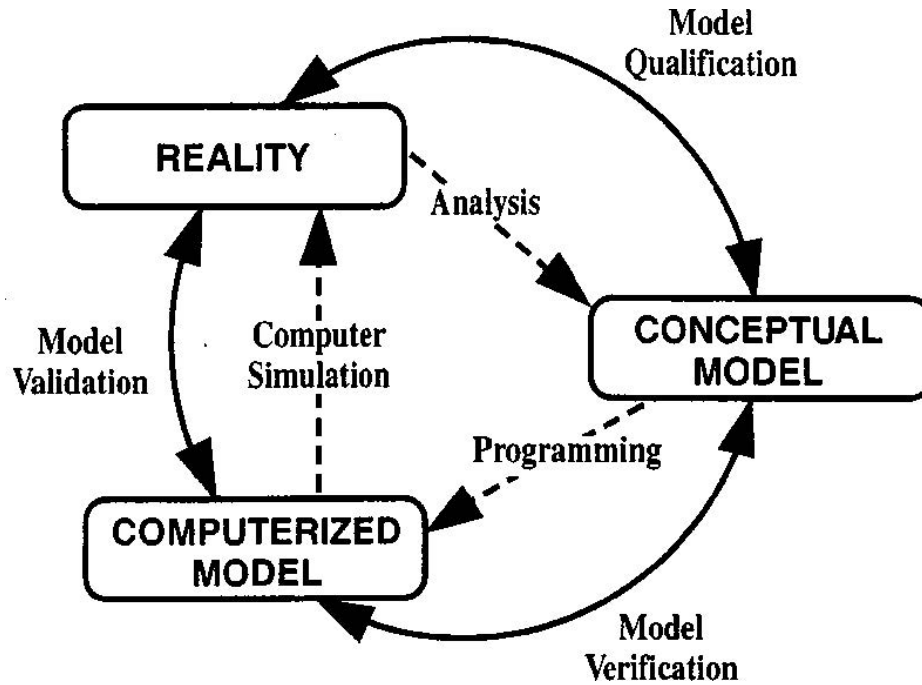 Model
Qualification
REALITY
Analysis
CONCEPTUAL
MODEL
Model
Validation
Computer
Simulation
Programming
COMPUTERIZED
MODEL
Model
Verification